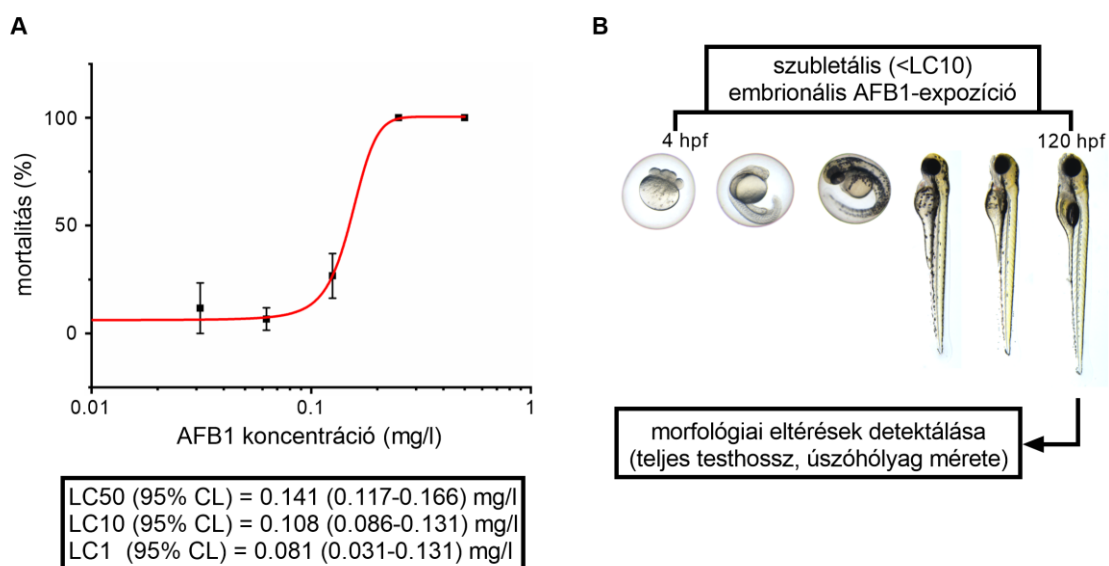 A
mortalitás (%)
100
50
0
0.01
0.1
1
AFB1 koncentráció (mg/l)
LC50 (95% CL) = 0.141 (0.117-0.166) mg/l
LC10 (95% CL) = 0.108 (0.086-0.131) mg/l
LC1 (95% CL) = 0.081 (0.031-0.131) mg/l
B
szubletális (<LC10)
embrionális AFB1-expozíció
4 hpf
120 hpf
morfológiai eltérések detektálása
(teljes testhossz, úszóhólyag mérete)